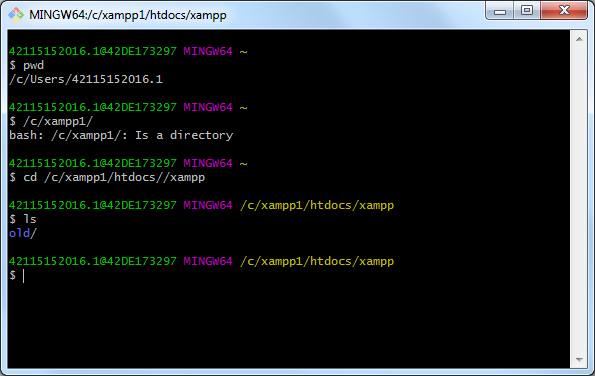 MINGW64:/c/xampp1/htdocs/xampp
42115152016.1@42DE173297 MINGW64 ~
$ pwd
/c/Users/42115152016.1
42115152016.1@42DE173297 MINGW64 ~
$ /c/xampp1/
bash: /c/xampp1/: Is a directory
42115152016.1@42DE173297 MINGW64 ~
$ cd /c/xampp1/htdocs//xampp
42115152016.1@42DE173297 MINGW64 /c/xampp1/htdocs/xampp
$ ls
old/
42115152016.1@42DE173297 MINGW64 /c/xampp1/htdocs/xampp
$